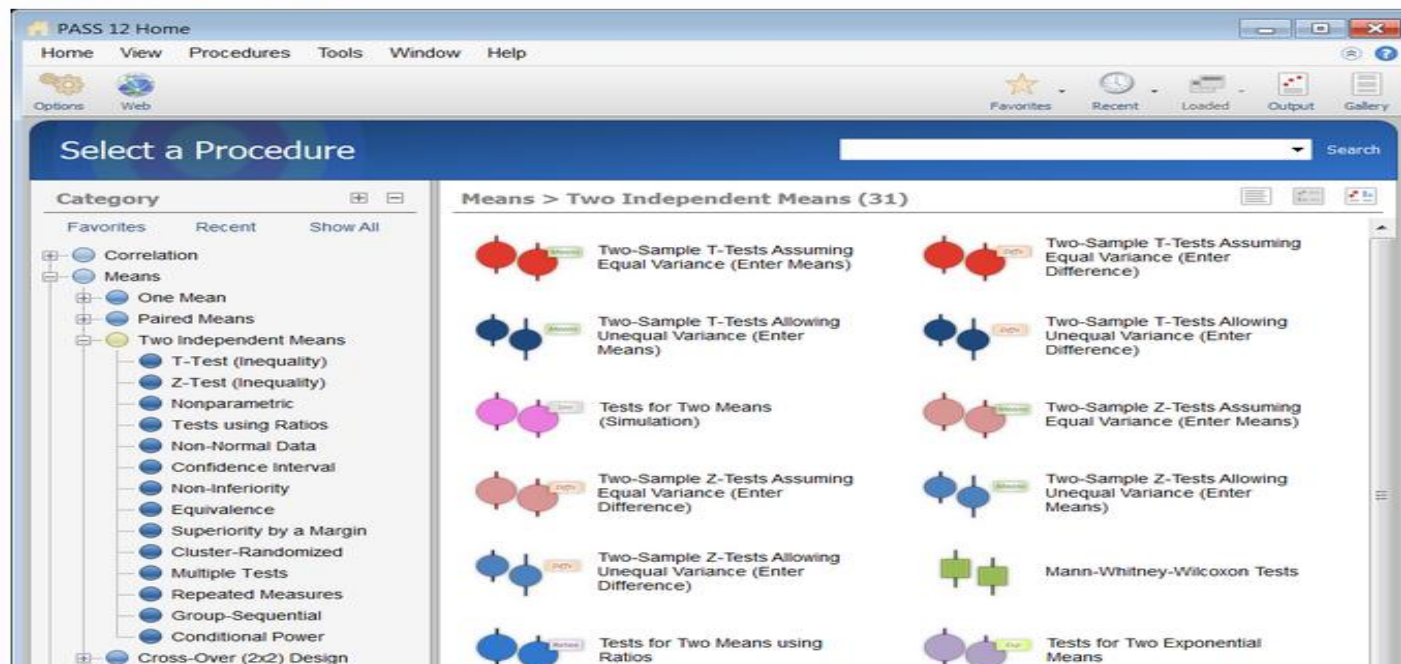 PASS 12 Home
Home View Procedures Tools Window Help
Options Web Favorites Recent Loaded Output Gallery
Select a Procedure
Search
Category
Favorites Recent Show All
Correlation
Means
One Mean
Paired Means
Two Independent Means
T-Test (Inequality)
Z-Test (Inequality)
Nonparametric
Tests using Ratios
Non-Normal Data
Confidence Interval
Non-Inferiority
Equivalence
Superiority by a Margin
Cluster-Randomized
Multiple Tests
Repeated Measures
Group-Sequential
Conditional Power
Cross-Over (2x2) Design
Means > Two Independent Means (31)
Two-Sample T-Tests Assuming
Equal Variance (Enter Means)
Two-Sample T-Tests Assuming
Equal Variance (Enter
Difference)
Two-Sample T-Tests Allowing
Unequal Variance (Enter
Means)
Two-Sample T-Tests Allowing
Unequal Variance (Enter
Difference)
Tests for Two Means
(Simulation)
Two-Sample Z-Tests Assuming
Equal Variance (Enter Means)
Two-Sample Z-Tests Assuming
Equal Variance (Enter
Difference)
Two-Sample Z-Tests Allowing
Unequal Variance (Enter
Means)
Two-Sample Z-Tests Allowing
Unequal Variance (Enter
Difference)
Mann-Whitney-Wilcoxon Tests
Tests for Two Means using
Ratios
Tests for Two Exponential
Means